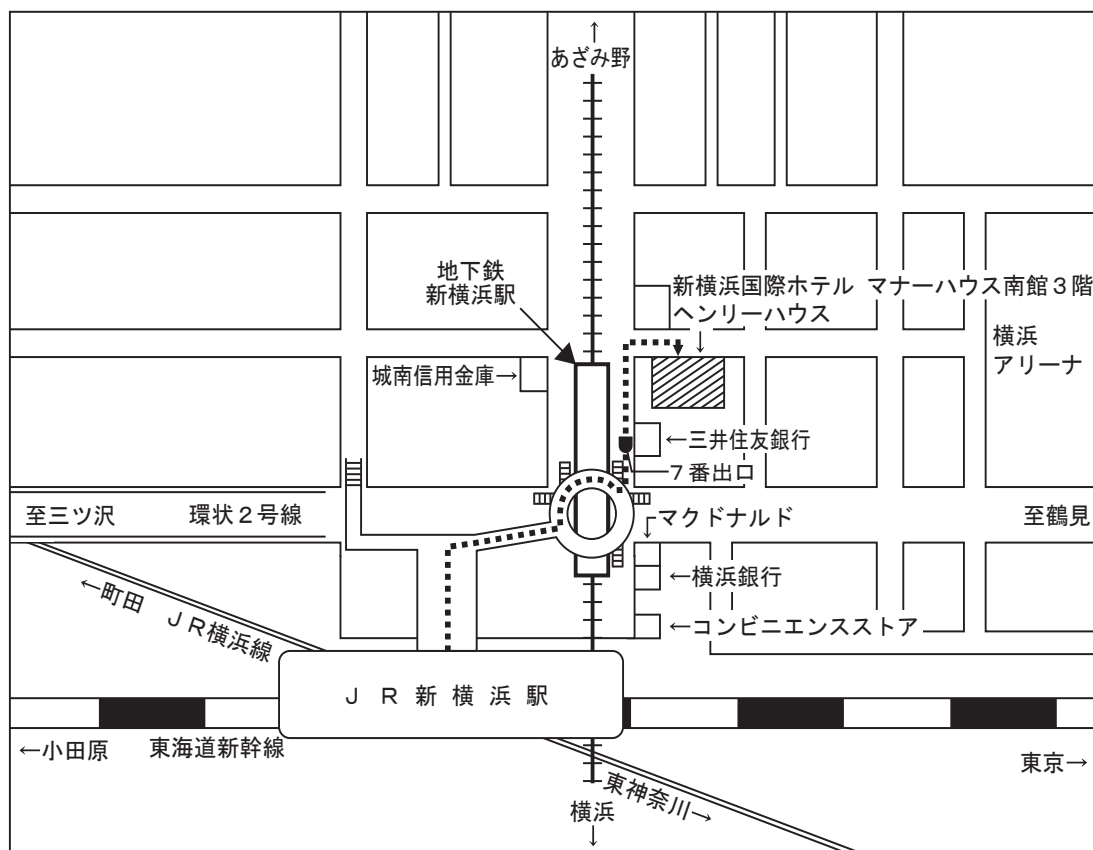 ↑
あざみ野
地下鉄
新横浜駅
新横浜国際ホテル マナーハウス南館3階
ヘンリーハウス
↓
横浜
アリーナ
城南信用金庫→
←三井住友銀行
7番出口
至三ツ沢
環状2号線
マクドナルド
至鶴見
←横浜銀行
←町田 JR横浜線
←コンビニエンスストア
JR新横浜駅
←小田原
東海道新幹線
東京→
東神奈川→
横浜
↓